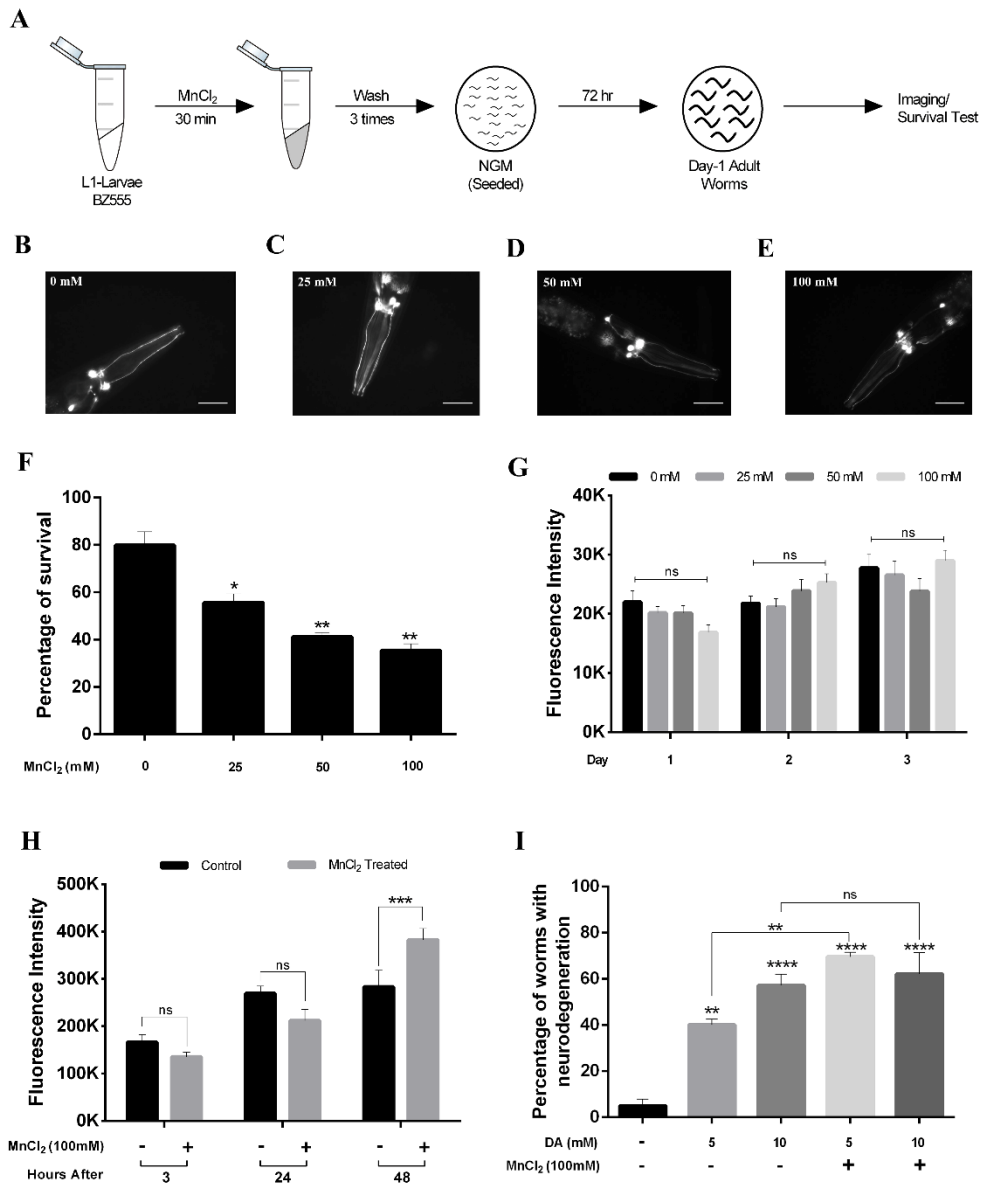 A
MnCl2
30 min
Wash
3 times
72 hr
Imaging/
Survival Test
L1-Larvae
BZ555
NGM
(Seeded)
Day-1 Adult
Worms
B
C
D
E
0 mM
25 mM
50 mM
100 mM
F
Percentage of survival
100
80
60
40
20
0
*
**
**
MnCl2 (mM)
0
25
50
100
G
0 mM
25 mM
50 mM
100 mM
Fluorescence Intensity
40K
30K
20K
10K
0K
ns
ns
ns
Day
1
2
3
H
Control
MnCl2 Treated
Fluorescence Intensity
500K
400K
300K
200K
100K
0K
ns
ns
***
MnCl2 (100mM)
-
+
-
+
-
+
Hours After
3
24
48
I
Percentage of worms with
neurodegeneration
100
80
60
40
20
0
ns
**
**
****
****
****
DA (mM)
-
5
10
5
10
MnCl2 (100mM)
-
-
-
+
+